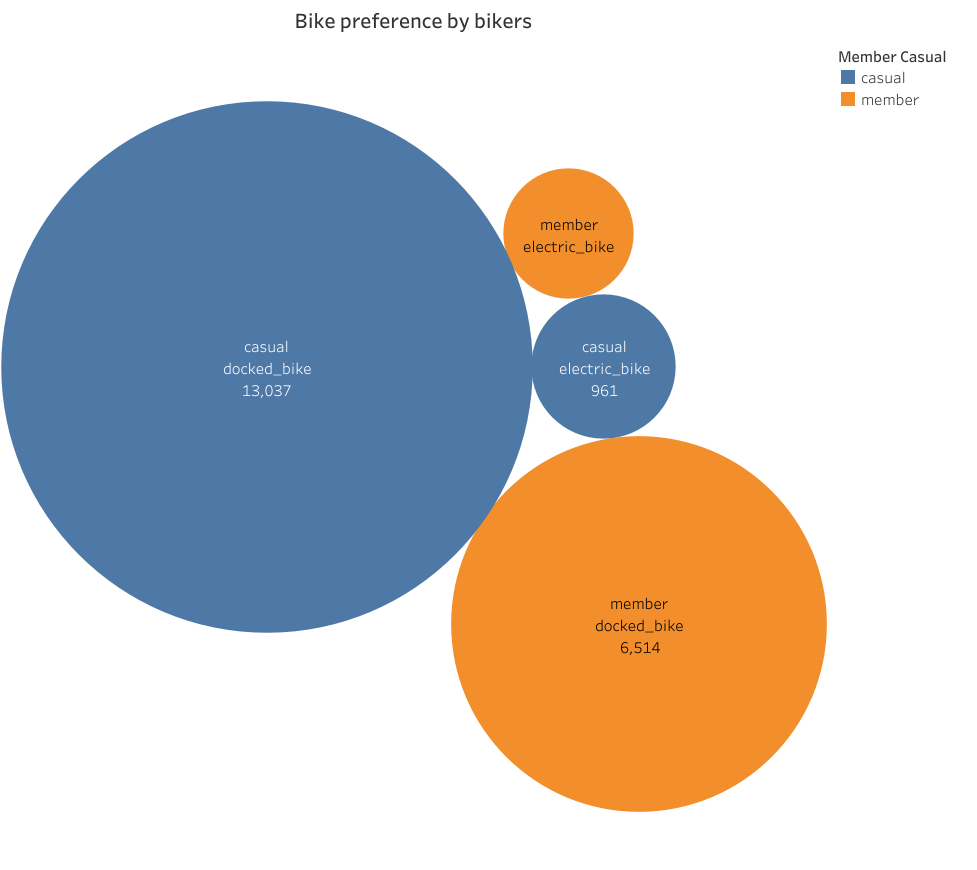 Bike preference by bikers
Member Casual
casual
member
member
electric_bike
casual
docked_bike
13,037
casual
electric_bike
961
member
docked_bike
6,514